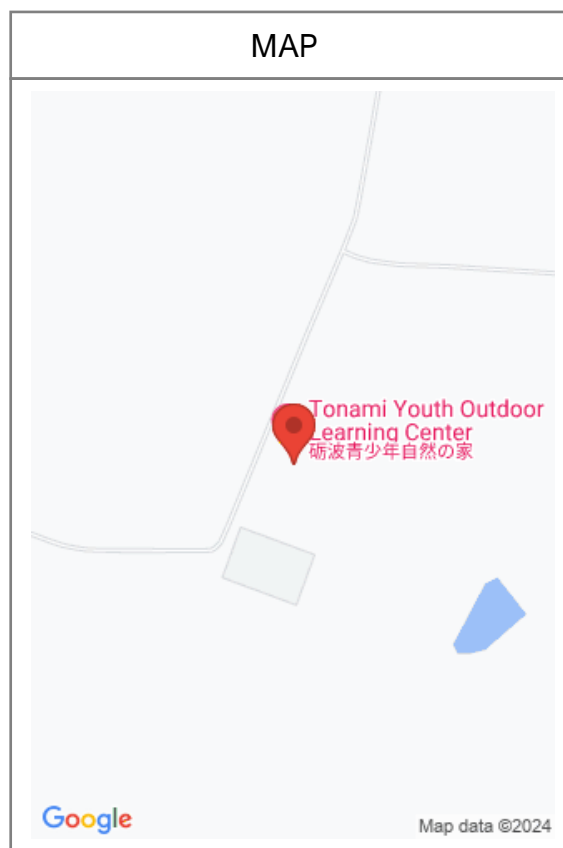 MAP
Tonami Youth Outdoor
Learning Center
砺波青少年自然の家
Google
Map data ©2024